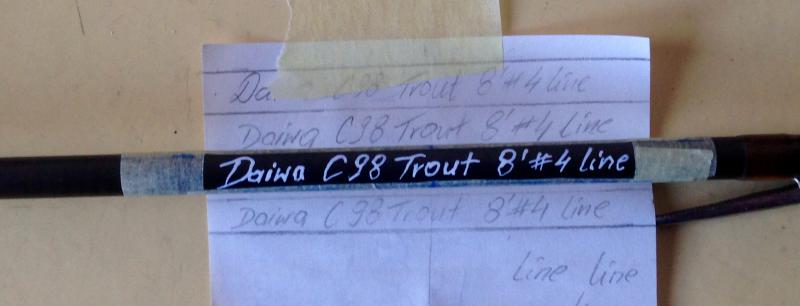 Da. C98 Trout 8'#4 line
Daiwa C98 Trout 8'#4 Line
Daiwa C98 Trout 8'#4 line
Daiwa C98 Trout 8'#4 line
line line